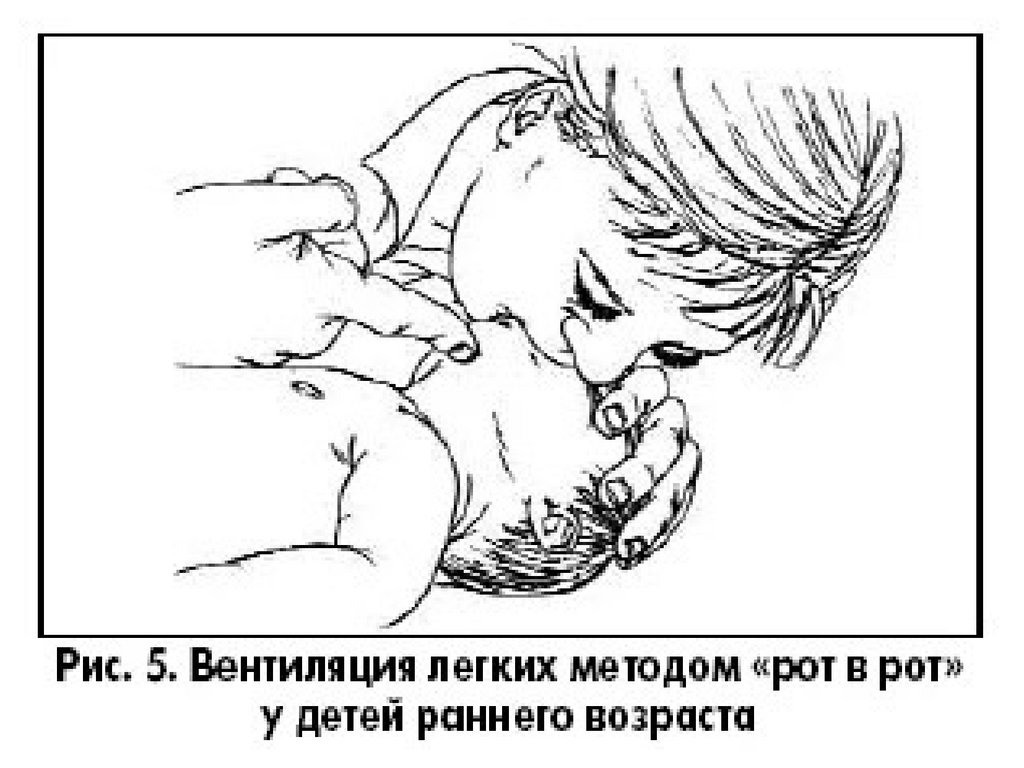 Рис. 5. Вентиляция легких методом «рот в рот»
у детей раннего возраста